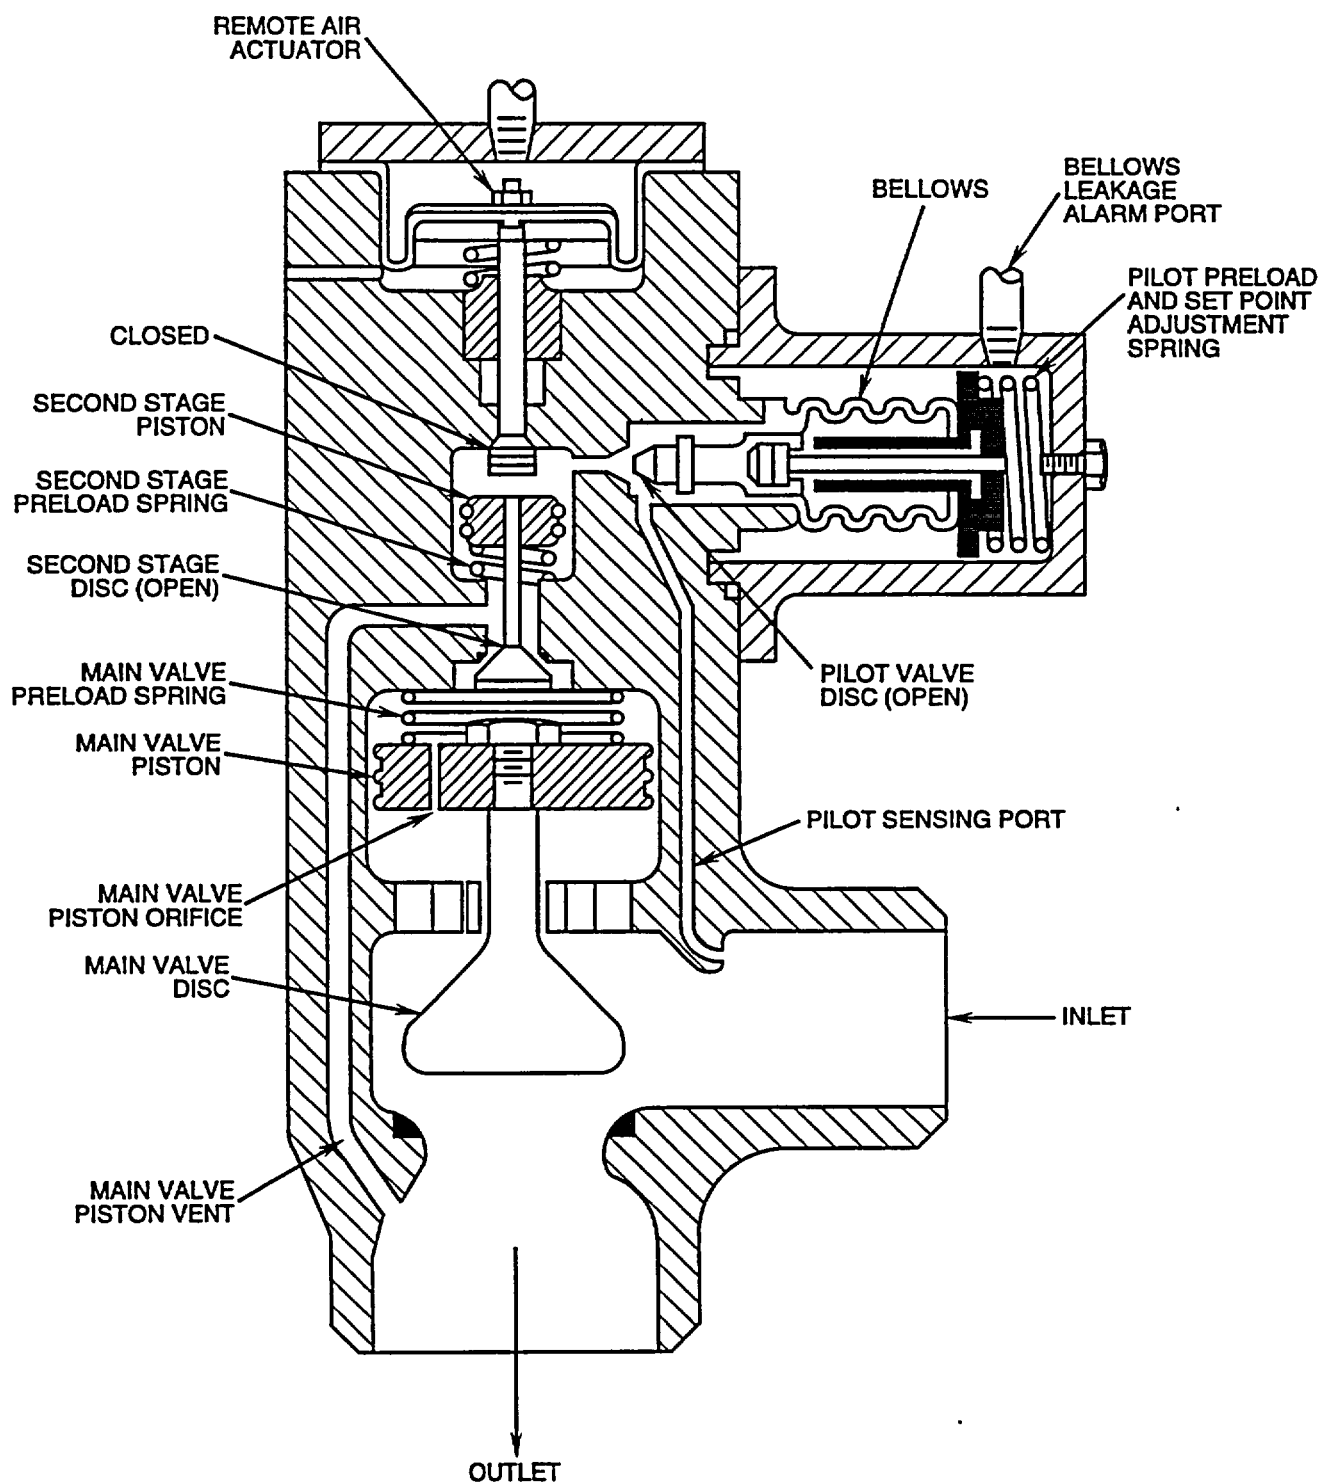 REMOTE AIR
ACTUATOR
BELLOWS
BELLOWS
LEAKAGE
ALARM PORT
PILOT PRELOAD
AND SET POINT
ADJUSTMENT
SPRING
CLOSED
SECOND STAGE
PISTON
SECOND STAGE
PRELOAD SPRING
SECOND STAGE
DISC (OPEN)
MAIN VALVE
PRELOAD SPRING
PILOT VALVE
DISC (OPEN)
MAIN VALVE
PISTON
PILOT SENSING PORT
MAIN VALVE
PISTON ORIFICE
MAIN VALVE
DISC
INLET
MAIN VALVE
PISTON VENT
OUTLET